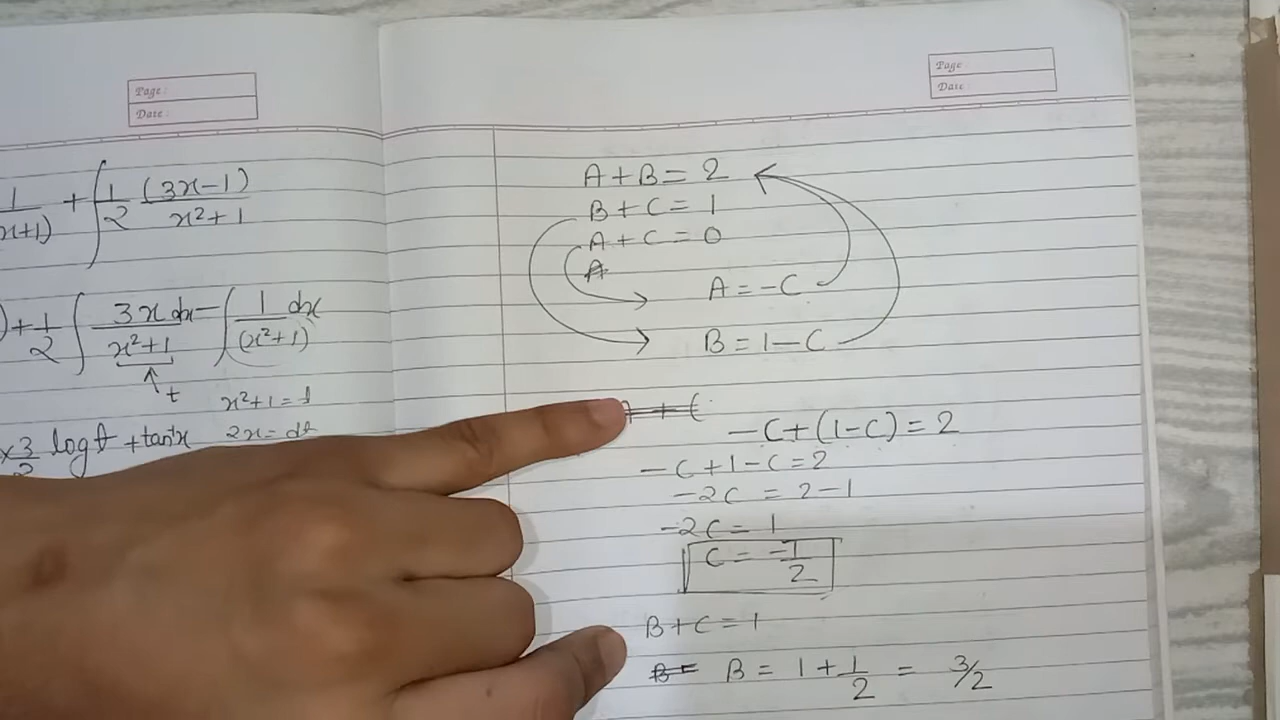 Page :
Date :
1/(x+1) + ∫ 1/2 (3x-1)/(x²+1)
) + 1/2 ∫ 3x dx/(x²+1) - ∫ 1 dx/(x²+1)
t
x²+1 = t
2x = dt
x 3/2 log t + tan⁻¹x
Page :
Date :
A + B = 2
B + C = 1
A + C = 0
A
A = -C
B = 1 - C
-C + (1-C) = 2
-C + 1 - C = 2
-2C = 2 - 1
-2C = 1
C = -1/2
B + C = 1
B = B = 1 + 1/2 = 3/2